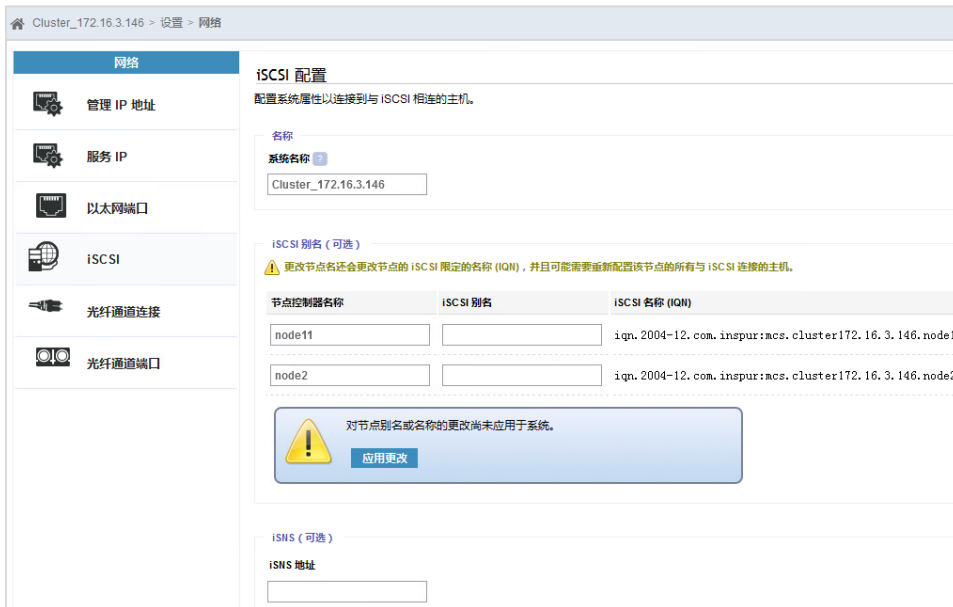 Cluster_172.16.3.146 > 设置 > 网络
网络
管理 IP 地址
服务 IP
以太网端口
iSCSI
光纤通道连接
光纤通道端口
iSCSI 配置
配置系统属性以连接到与 iSCSI 相连的主机。
名称
系统名称 ?
Cluster_172.16.3.146
iSCSI 别名 ( 可选 )
更改节点名还会更改节点的 iSCSI 限定的名称 (IQN) , 并且可能需要重新配置该节点的所有与 iSCSI 连接的主机。
节点控制器名称 iSCSI 别名 iSCSI 名称 (IQN)
node11 iqn.2004-12.com.inspur:mcs.cluster172.16.3.146.node1
node2 iqn.2004-12.com.inspur:mcs.cluster172.16.3.146.node2
对节点别名或名称的更改尚未应用于系统。
应用更改
iSNS ( 可选 )
iSNS 地址